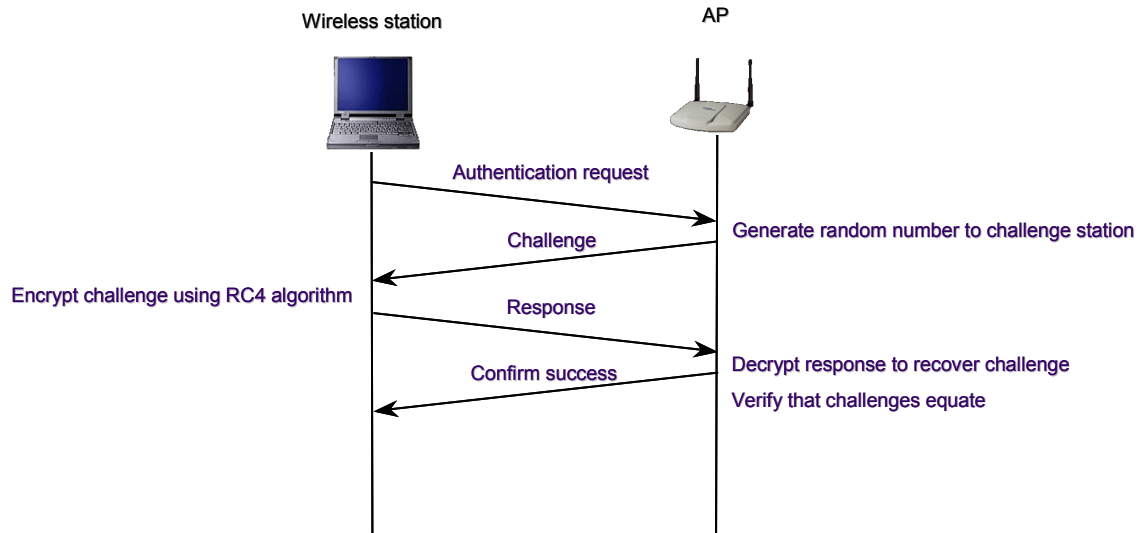 Wireless station
AP
Authentication request
Generate random number to challenge station
Challenge
Encrypt challenge using RC4 algorithm
Response
Decrypt response to recover challenge
Confirm success
Verify that challenges equate